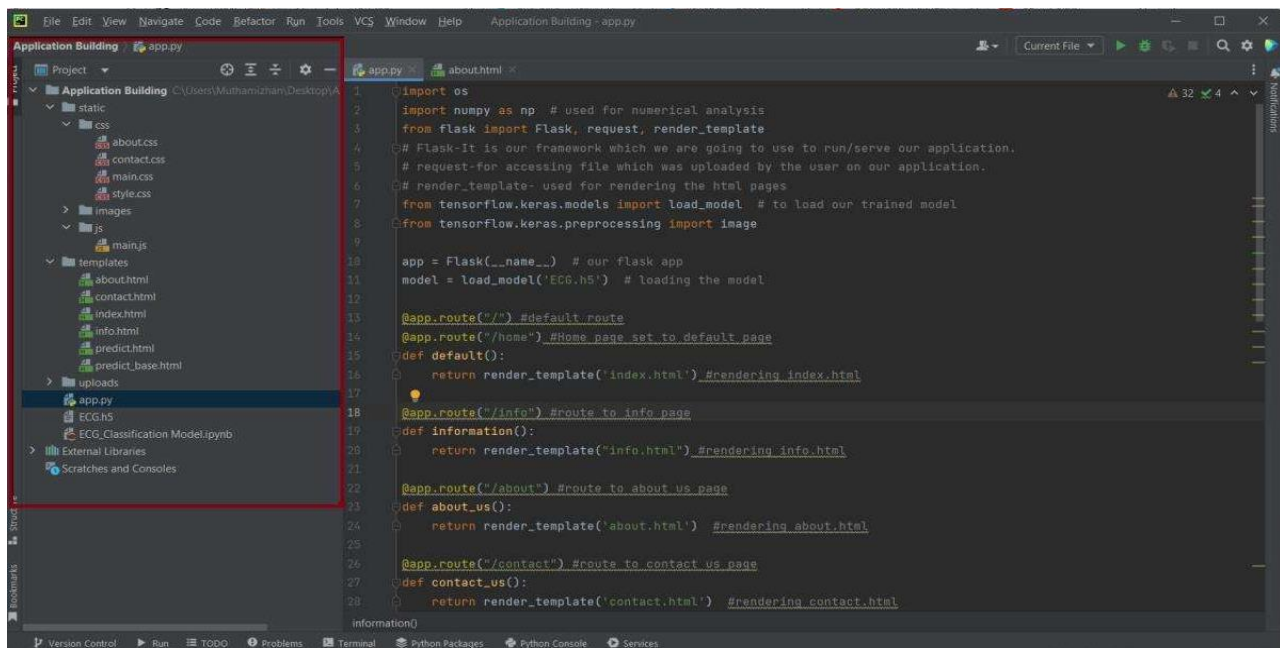 File Edit View Navigate Code Refactor Run Tools VCS Window Help Application Building - app.py
Application Building app.py
Current File
Project
app.py
about.html
Application Building C:\Users\Muthamizhan\Desktop\A
static
css
about.css
contact.css
main.css
style.css
images
js
main.js
templates
about.html
contact.html
index.html
info.html
predict.html
predict_base.html
uploads
app.py
ECG.h5
ECG_Classification Model.ipynb
External Libraries
Scratches and Consoles
32 4
1 import os
2 import numpy as np # used for numerical analysis
3 from flask import Flask, request, render_template
4 # Flask-It is our framework which we are going to use to run/serve our application.
5 # request-for accessing file which was uploaded by the user on our application.
6 # render_template- used for rendering the html pages
7 from tensorflow.keras.models import load_model # to load our trained model
8 from tensorflow.keras.preprocessing import image
9
10 app = Flask(__name__) # our flask app
11 model = load_model('ECG.h5') # loading the model
12
13 @app.route("/") #default route
14 @app.route("/home") #Home page set to default page
15 def default():
16 return render_template('index.html') #rendering index.html
17
18 @app.route("/info") #route to info page
19 def information():
20 return render_template("info.html") #rendering info.html
21
22 @app.route("/about") #route to about us page
23 def about_us():
24 return render_template('about.html') #rendering about.html
25
26 @app.route("/contact") #route to contact us page
27 def contact_us():
28 return render_template('contact.html') #rendering contact.html
information()
Project
Structure
Bookmarks
Notifications
Version Control Run TODO Problems Terminal Python Packages Python Console Services